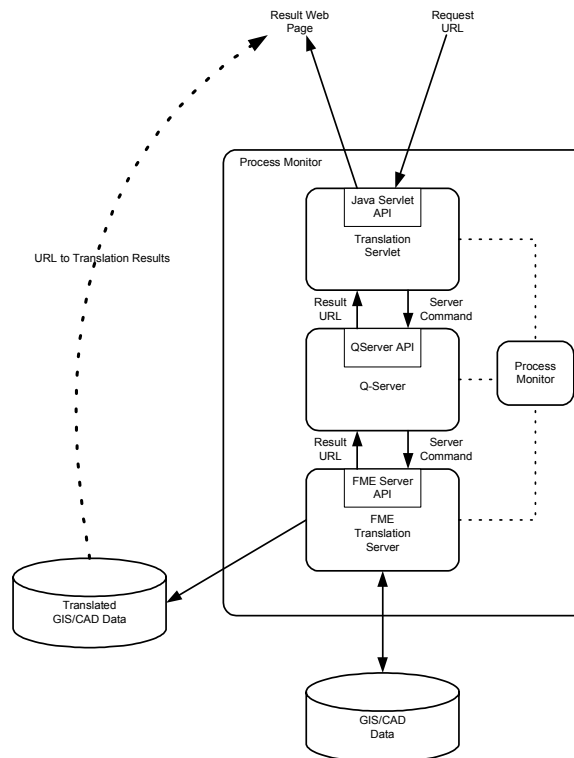 Result Web
Page
Request
URL
Process Monitor
Java Servlet
API
Translation
Servlet
URL to Translation Results
Result
URL
Server
Command
QServer API
Q-Server
Process
Monitor
Result
URL
Server
Command
FME Server
API
FME
Translation
Server
Translated
GIS/CAD Data
GIS/CAD
Data